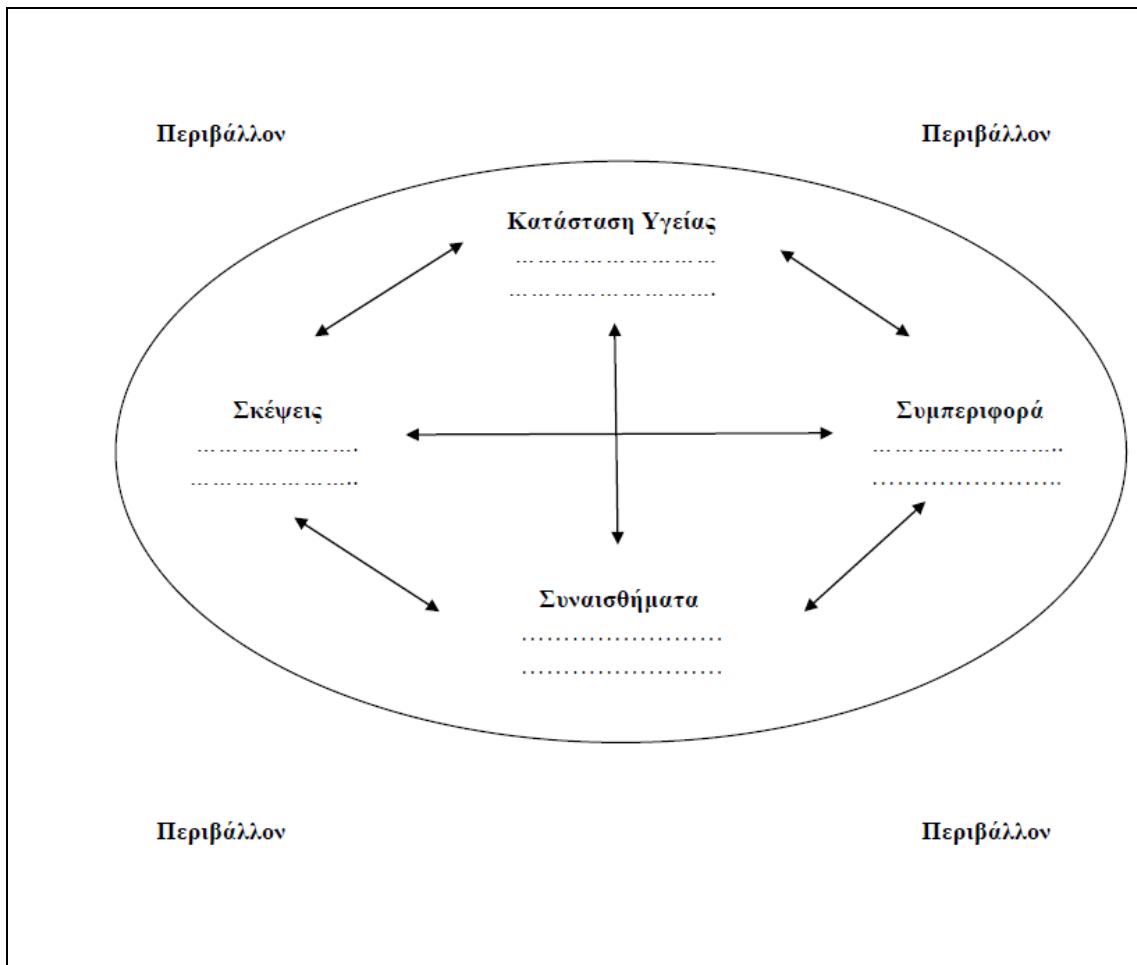 Περιβάλλον Περιβάλλον
Κατάσταση Υγείας
………………………
……………………….
Σκέψεις Συμπεριφορά
…………………. ……………………..
………………….. ........................
Συναισθήματα
........................
........................
Περιβάλλον Περιβάλλον